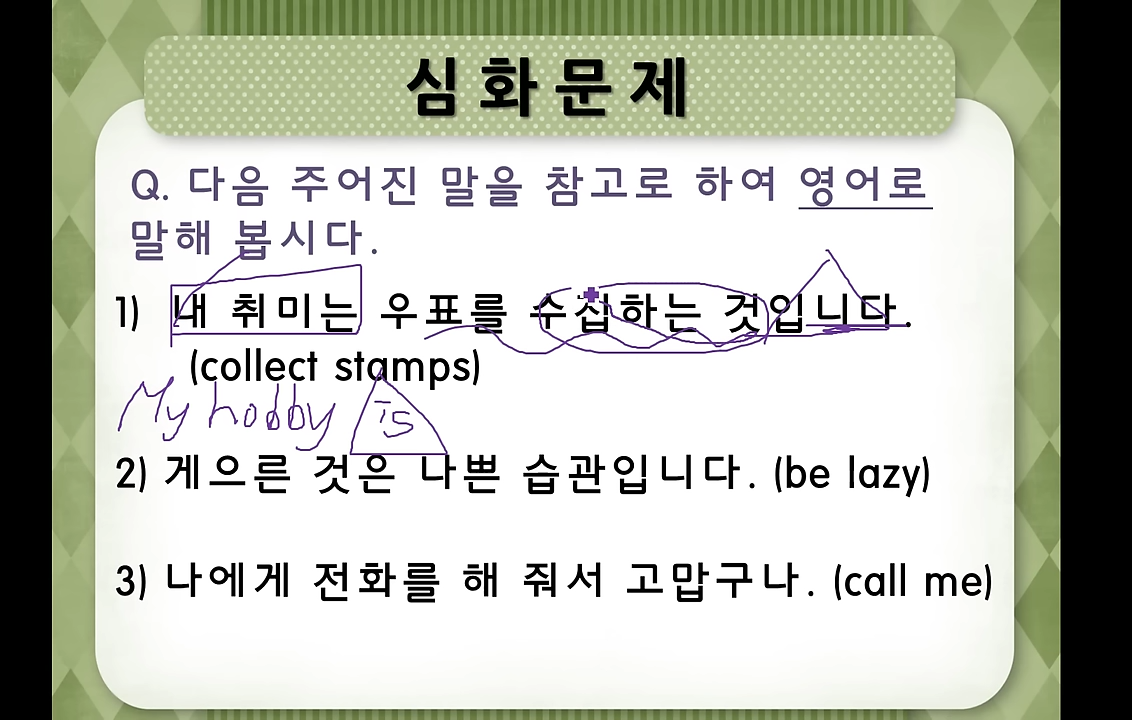 심화문제
Q. 다음 주어진 말을 참고로 하여 영어로
말해 봅시다.
1) 내 취미는 우표를 수집하는 것입니다.
(collect stamps)
My hobby is
2) 게으른 것은 나쁜 습관입니다. (be lazy)
3) 나에게 전화를 해 줘서 고맙구나. (call me)